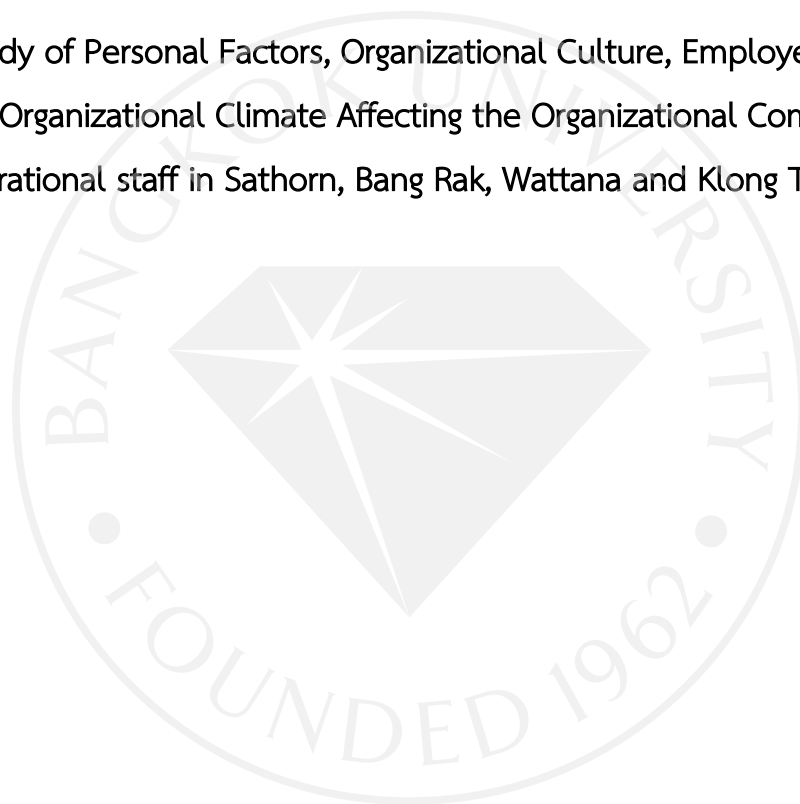 dy of Personal Factors, Organizational Culture, Employe
Organizational Climate Affecting the Organizational Com
rational staff in Sathorn, Bang Rak, Wattana and Klong T
BANGKOK UNIVERSITY
FOUNDED 1962